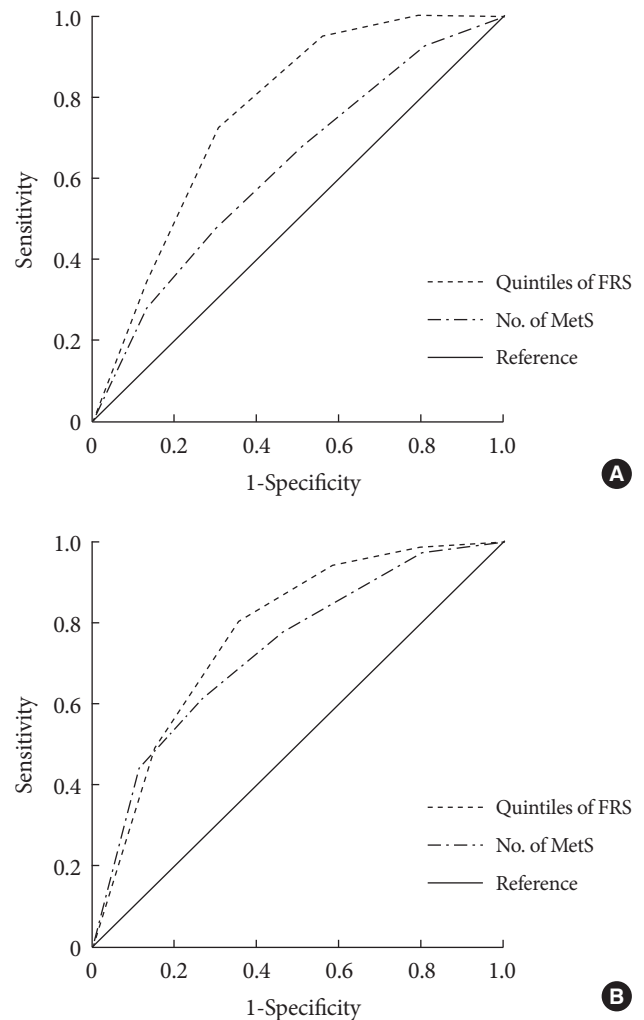 1.0
0.8
0.6
0.4
0.2
0
Sensitivity
Quintiles of FRS
No. of MetS
Reference
0 0.2 0.4 0.6 0.8 1.0
1-Specificity
A
1.0
0.8
0.6
0.4
0.2
0
Sensitivity
Quintiles of FRS
No. of MetS
Reference
0 0.2 0.4 0.6 0.8 1.0
1-Specificity
B